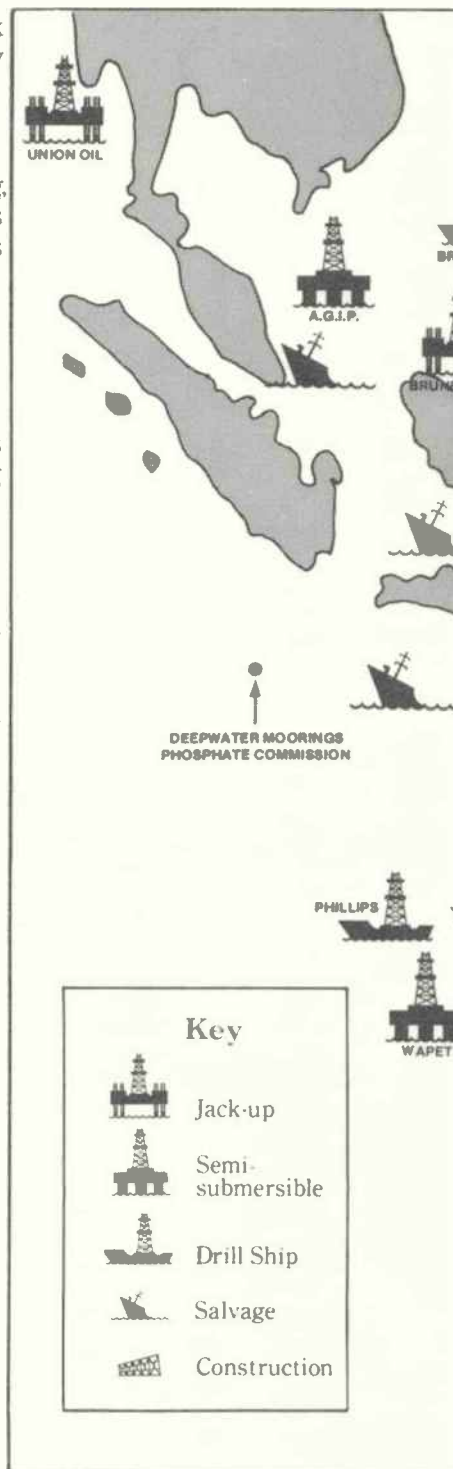 UNION OIL
A.G.I.P.
DEEPWATER MOORINGS
PHOSPHATE COMMISSION
PHILLIPS
WAPET
Key
Jack-up
Semi-
submersible
Drill Ship
Salvage
Construction